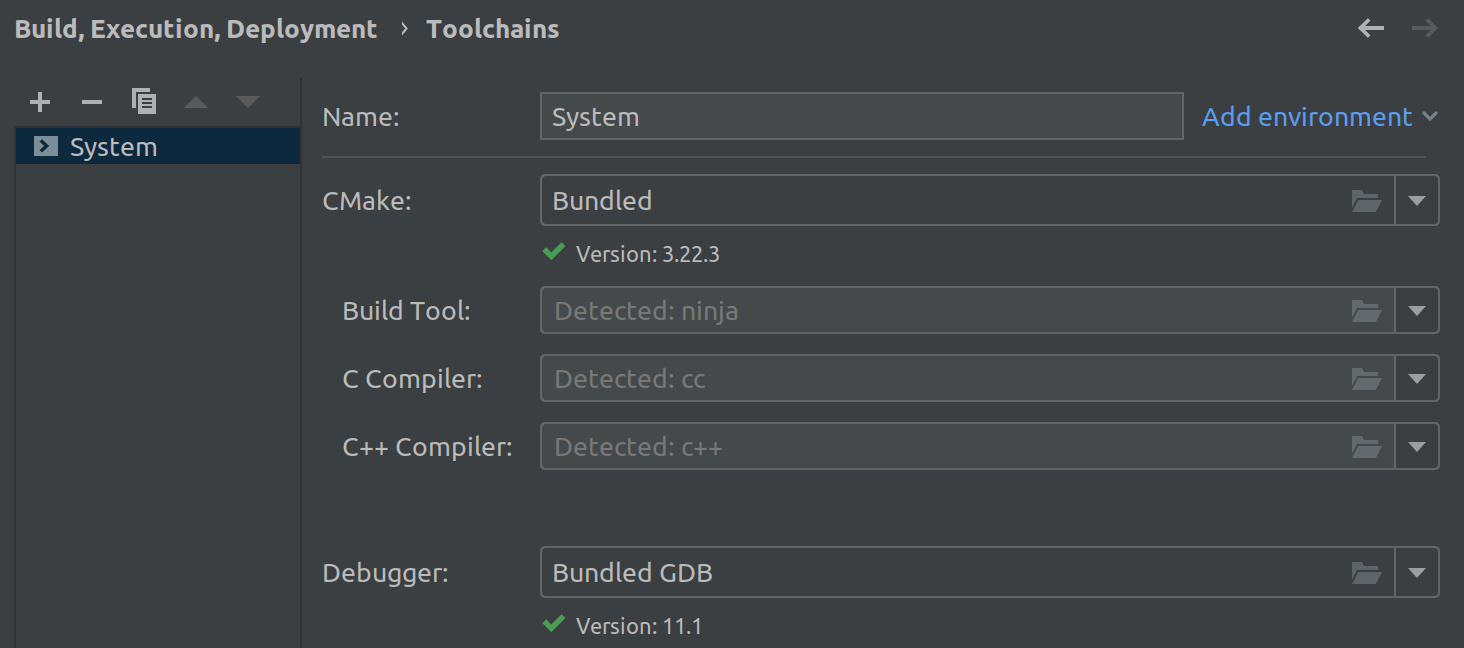 Build, Execution, Deployment › Toolchains
System
Name: System Add environment
CMake: Bundled
Version: 3.22.3
Build Tool: Detected: ninja
C Compiler: Detected: cc
C++ Compiler: Detected: c++
Debugger: Bundled GDB
Version: 11.1